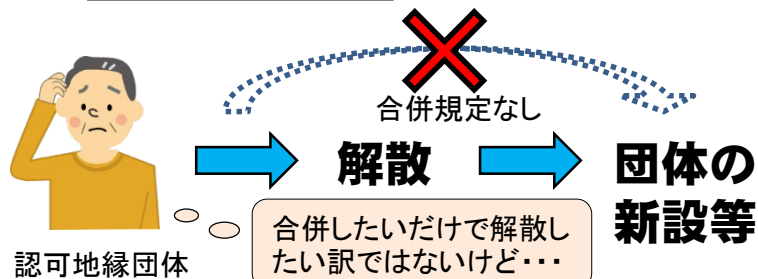 合併規定なし
解散
団体の
新設等
合併したいだけで解散し
たい訳ではないけど・・・
認可地縁団体